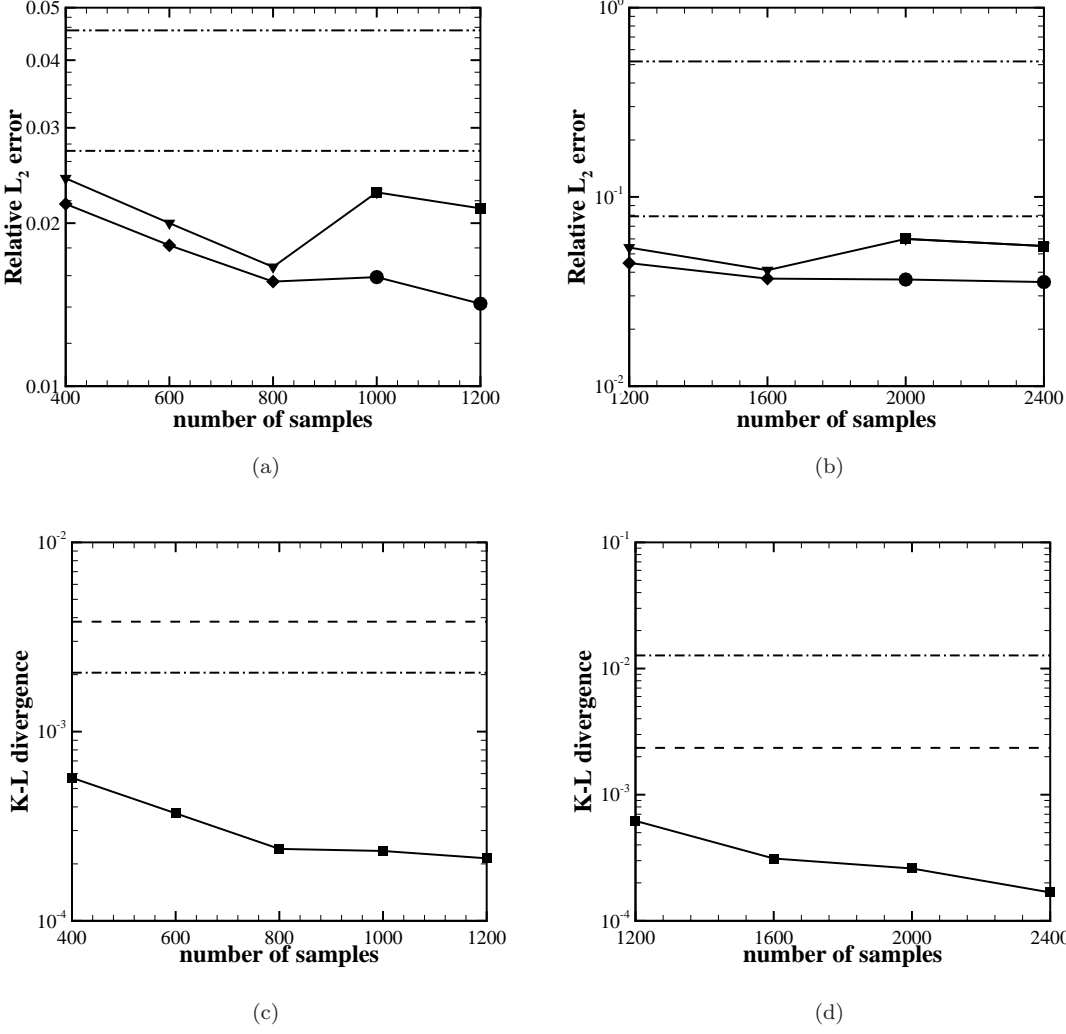 0.05
0.04
0.03
0.02
0.01
400 600 800 1000 1200
Relative L2 error
number of samples
(a)
10^0
10^-1
10^-2
1200 1600 2000 2400
Relative L2 error
number of samples
(b)
10^-2
10^-3
10^-4
400 600 800 1000 1200
K-L divergence
number of samples
(c)
10^-1
10^-2
10^-3
10^-4
1200 1600 2000 2400
K-L divergence
number of samples
(d)